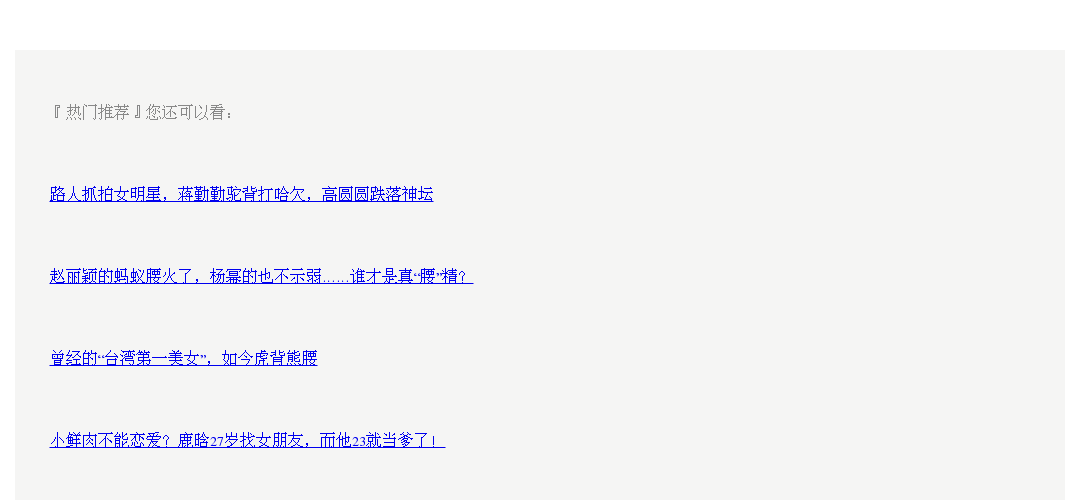 『热门推荐』您还可以看：
路人抓拍女明星，蒋勤勤驼背打哈欠，高圆圆跌落神坛
赵丽颖的蚂蚁腰火了，杨幂的也不示弱……谁才是真“腰”精？
曾经的“台湾第一美女”，如今虎背熊腰
小鲜肉不能恋爱？鹿晗27岁找女朋友，而他23就当爹了！